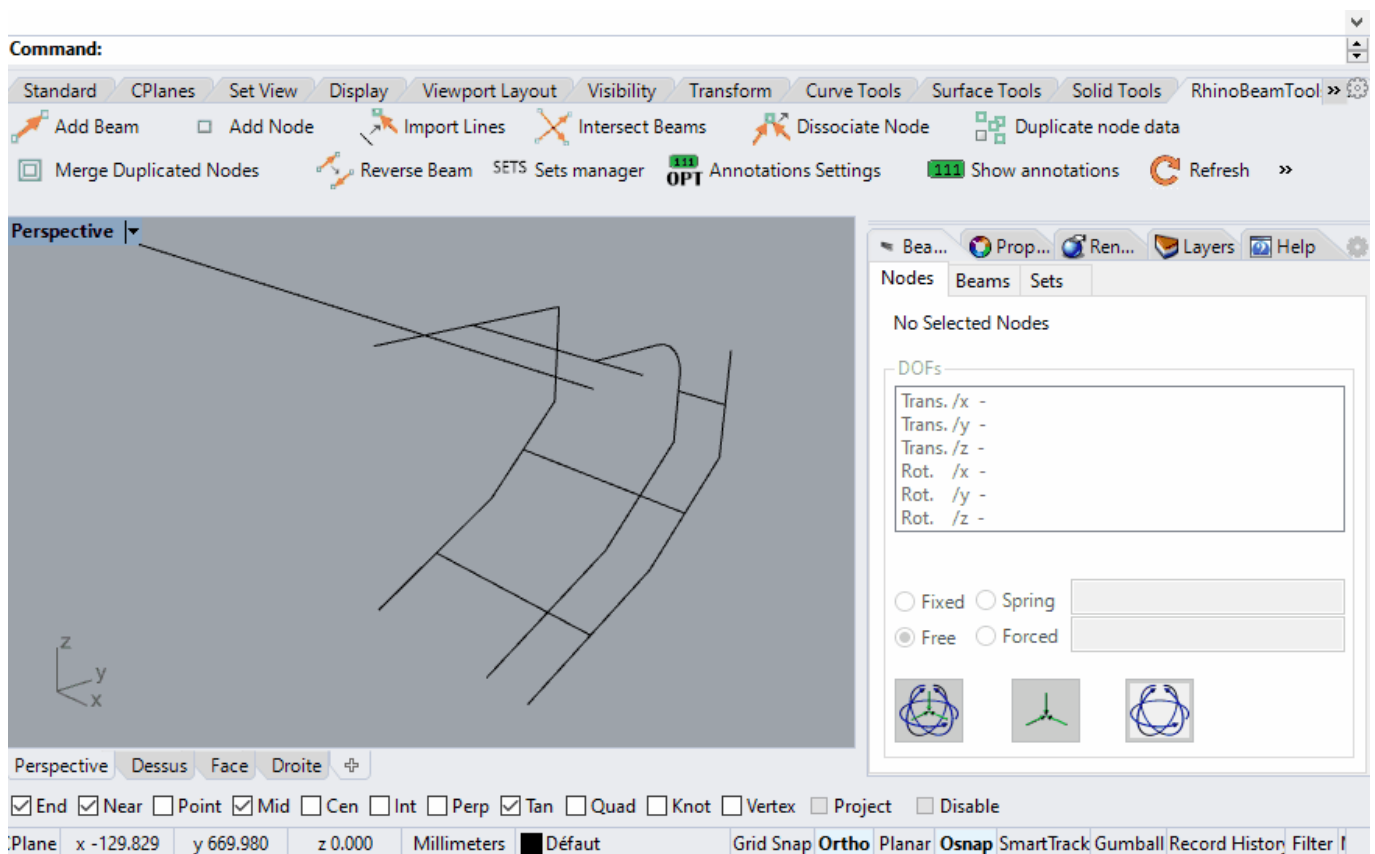 Command:
Standard CPlanes Set View Display Viewport Layout Visibility Transform Curve Tools Surface Tools Solid Tools RhinoBeamTool »
Add Beam Add Node Import Lines Intersect Beams Dissociate Node Duplicate node data
Merge Duplicated Nodes Reverse Beam SETS Sets manager 111 OPT Annotations Settings 111 Show annotations Refresh »
Perspective
Bea... Prop... Ren... Layers Help
Nodes Beams Sets
No Selected Nodes
DOFs
Trans. /x -
Trans. /y -
Trans. /z -
Rot. /x -
Rot. /y -
Rot. /z -
Fixed Spring
Free Forced
z
y
x
Perspective Dessus Face Droite
End Near Point Mid Cen Int Perp Tan Quad Knot Vertex Project Disable
CPlane x -129.829 y 669.980 z 0.000 Millimeters Défaut Grid Snap Ortho Planar Osnap SmartTrack Gumball Record History Filter